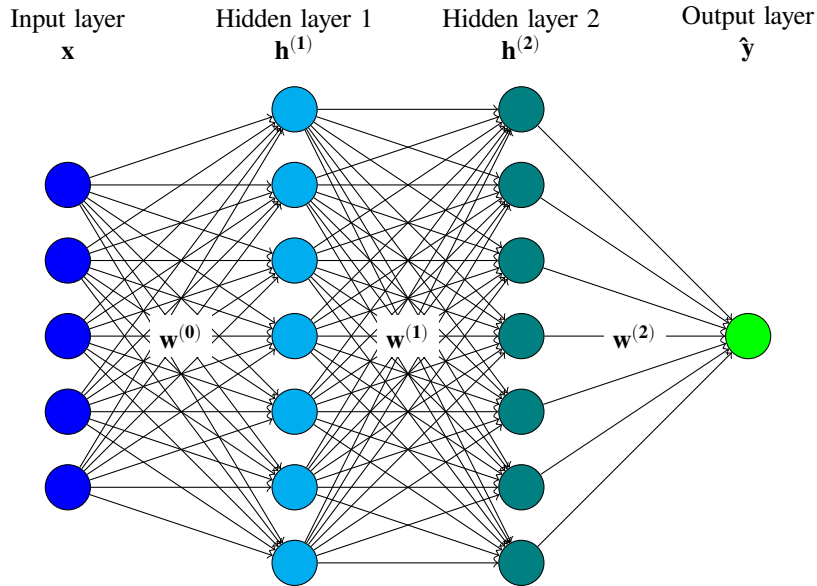 Input layer
x
Hidden layer 1
h(1)
Hidden layer 2
h(2)
Output layer
ŷ
w(0)
w(1)
w(2)